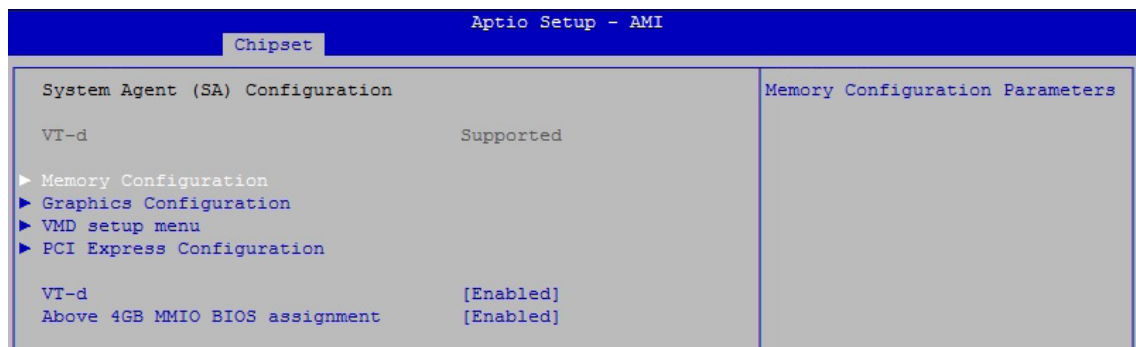 Aptio Setup - AMI
Chipset
System Agent (SA) Configuration
Memory Configuration Parameters
VT-d Supported
▶ Memory Configuration
▶ Graphics Configuration
▶ VMD setup menu
▶ PCI Express Configuration
VT-d [Enabled]
Above 4GB MMIO BIOS assignment [Enabled]